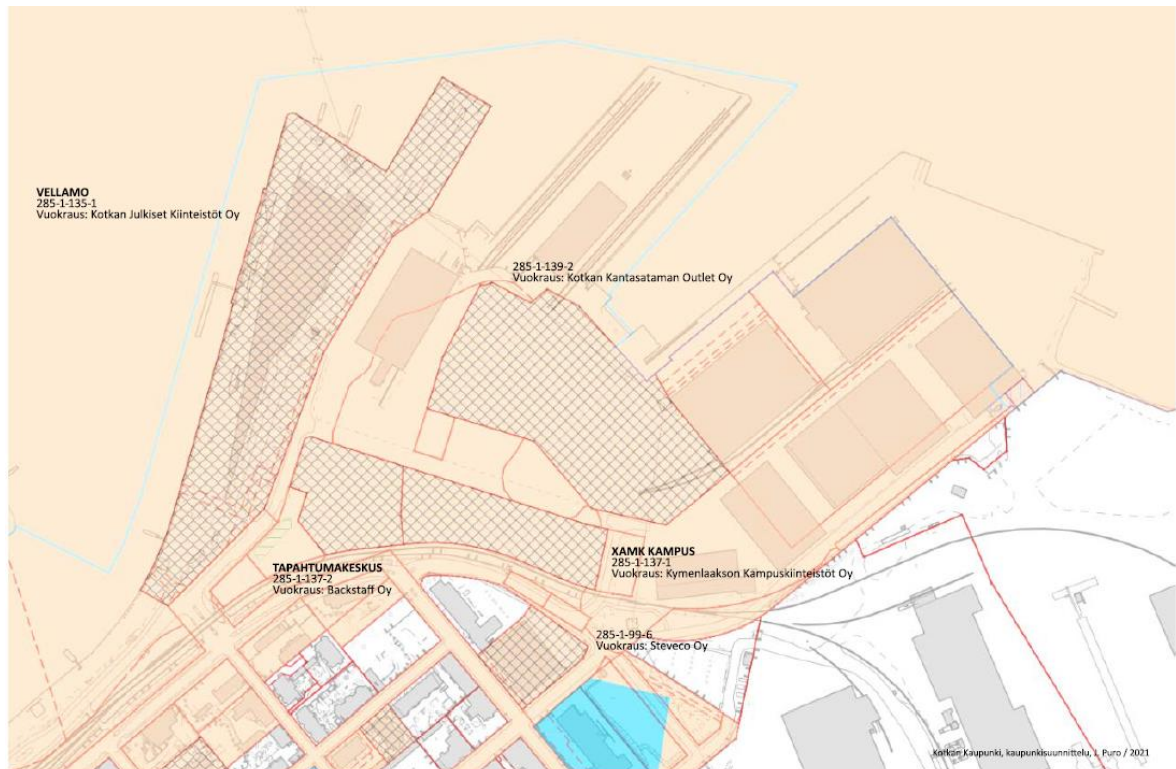 VELLAMO
285-1-135-1
Vuokraus: Kotkan Julkiset Kiinteistöt Oy
285-1-139-2
Vuokraus: Kotkan Kantasataman Outlet Oy
XAMK KAMPUS
285-1-137-1
Vuokraus: Kymenlaakson Kampuskiinteistöt Oy
TAPAHTUMAKESKUS
285-1-137-2
Vuokraus: Backstaff Oy
285-1-99-6
Vuokraus: Steveco Oy
Kotkan Kaupunki, kaupunkisuunnittelu, J. Puro / 2021